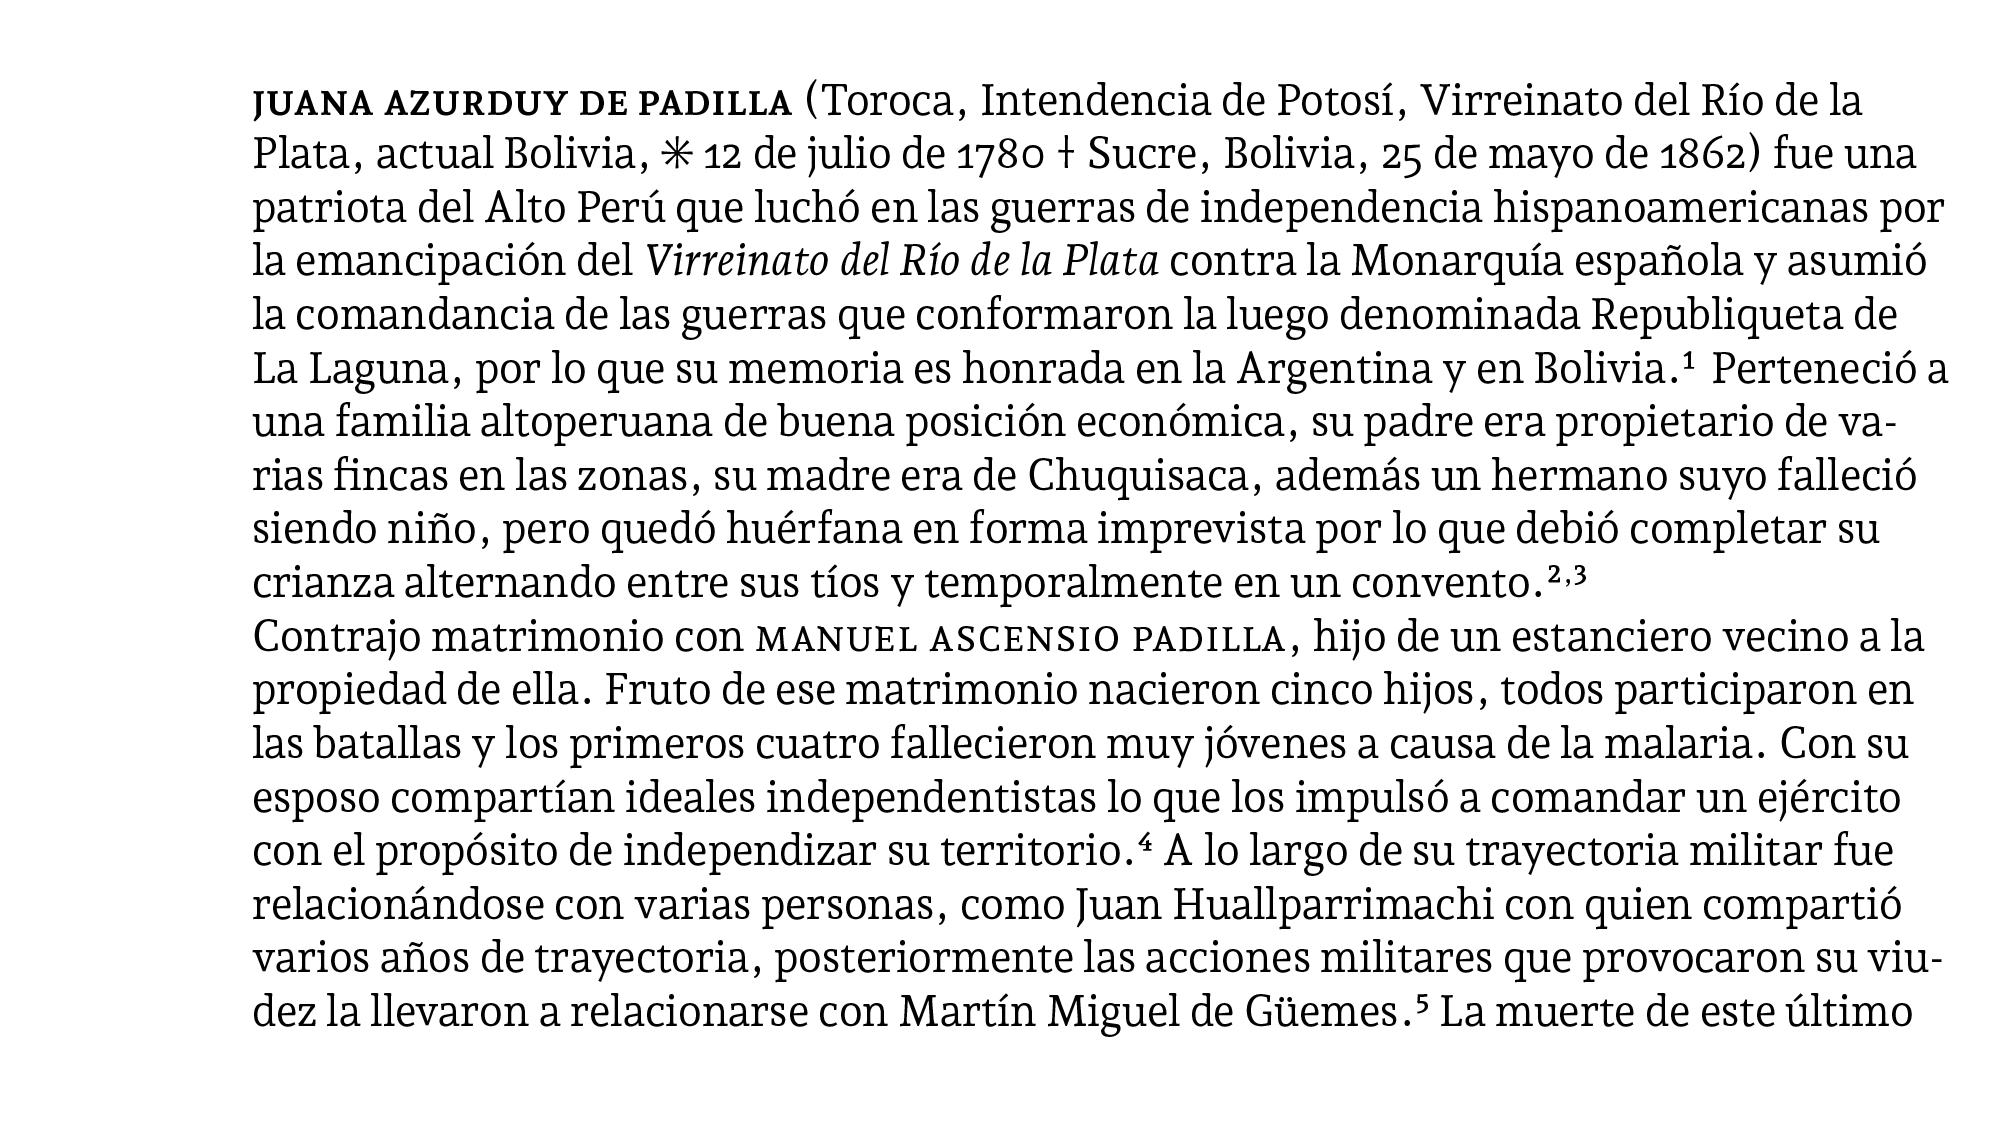 JUANA AZURDUY DE PADILLA (Toroca, Intendencia de Potosí, Virreinato del Río de la
Plata, actual Bolivia, ✳ 12 de julio de 1780 † Sucre, Bolivia, 25 de mayo de 1862) fue una
patriota del Alto Perú que luchó en las guerras de independencia hispanoamericanas por
la emancipación del Virreinato del Río de la Plata contra la Monarquía española y asumió
la comandancia de las guerras que conformaron la luego denominada Republiqueta de
La Laguna, por lo que su memoria es honrada en la Argentina y en Bolivia.¹ Perteneció a
una familia altoperuana de buena posición económica, su padre era propietario de va-
rias fincas en las zonas, su madre era de Chuquisaca, además un hermano suyo falleció
siendo niño, pero quedó huérfana en forma imprevista por lo que debió completar su
crianza alternando entre sus tíos y temporalmente en un convento.²,³
Contrajo matrimonio con MANUEL ASCENSIO PADILLA, hijo de un estanciero vecino a la
propiedad de ella. Fruto de ese matrimonio nacieron cinco hijos, todos participaron en
las batallas y los primeros cuatro fallecieron muy jóvenes a causa de la malaria. Con su
esposo compartían ideales independentistas lo que los impulsó a comandar un ejército
con el propósito de independizar su territorio.⁴ A lo largo de su trayectoria militar fue
relacionándose con varias personas, como Juan Huallparrimachi con quien compartió
varios años de trayectoria, posteriormente las acciones militares que provocaron su viu-
dez la llevaron a relacionarse con Martín Miguel de Güemes.⁵ La muerte de este último